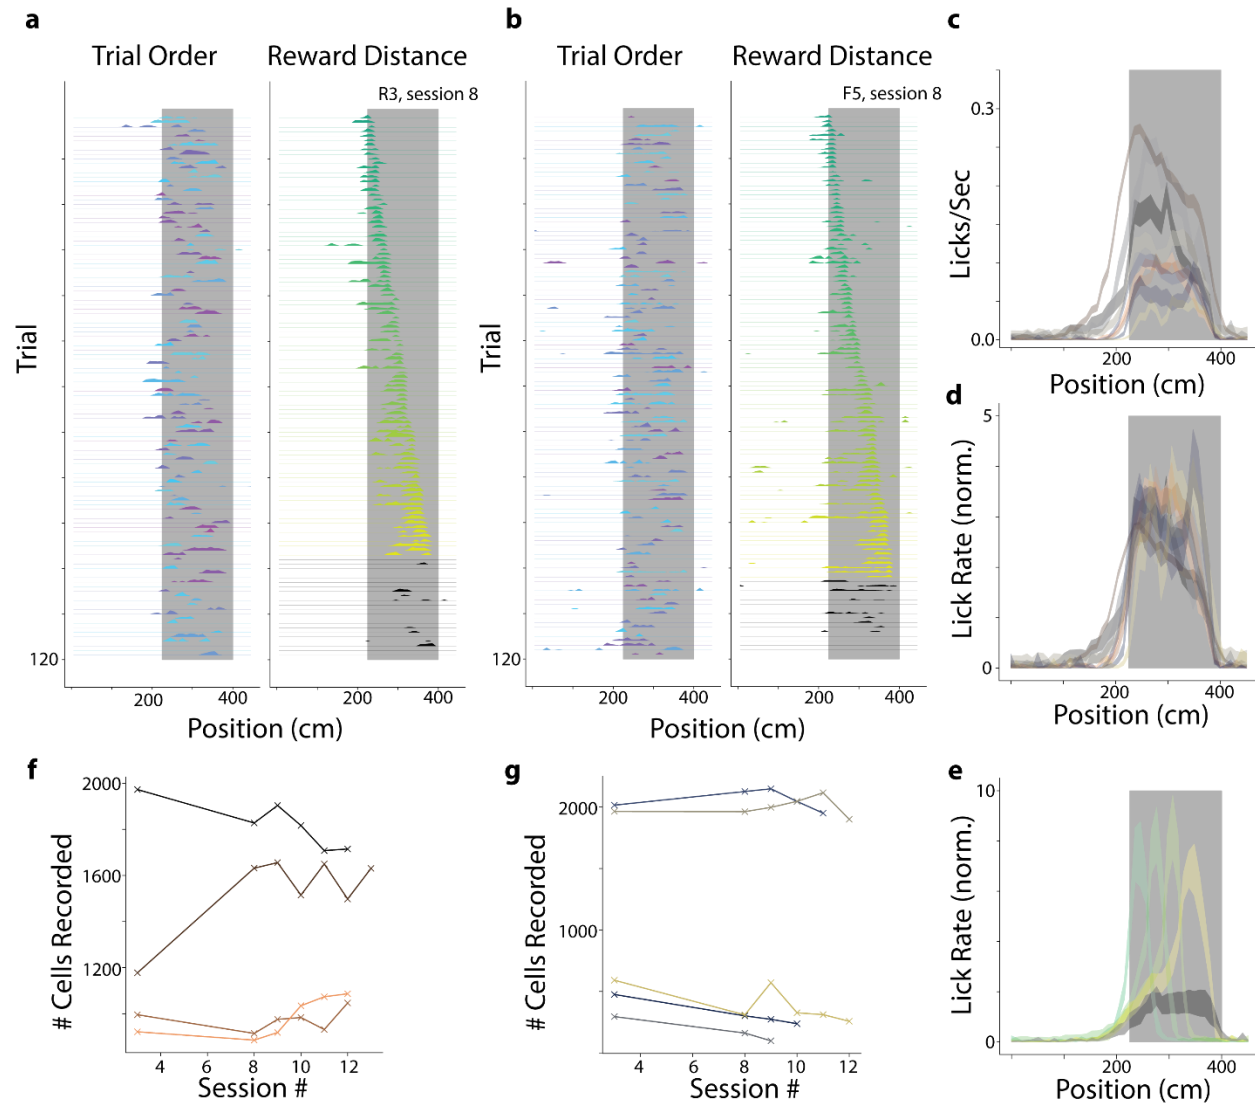 a
Trial Order
Reward Distance
R3, session 8
Trial
120
200
400
200
400
Position (cm)
b
Trial Order
Reward Distance
F5, session 8
Trial
120
200
400
200
400
Position (cm)
c
Licks/Sec
0.3
0.0
200
400
Position (cm)
d
Lick Rate (norm.)
5
0
200
400
Position (cm)
f
# Cells Recorded
2000
1600
1200
4
6
8
10
12
Session #
g
# Cells Recorded
2000
1000
4
6
8
10
12
Session #
e
Lick Rate (norm.)
10
0
200
400
Position (cm)